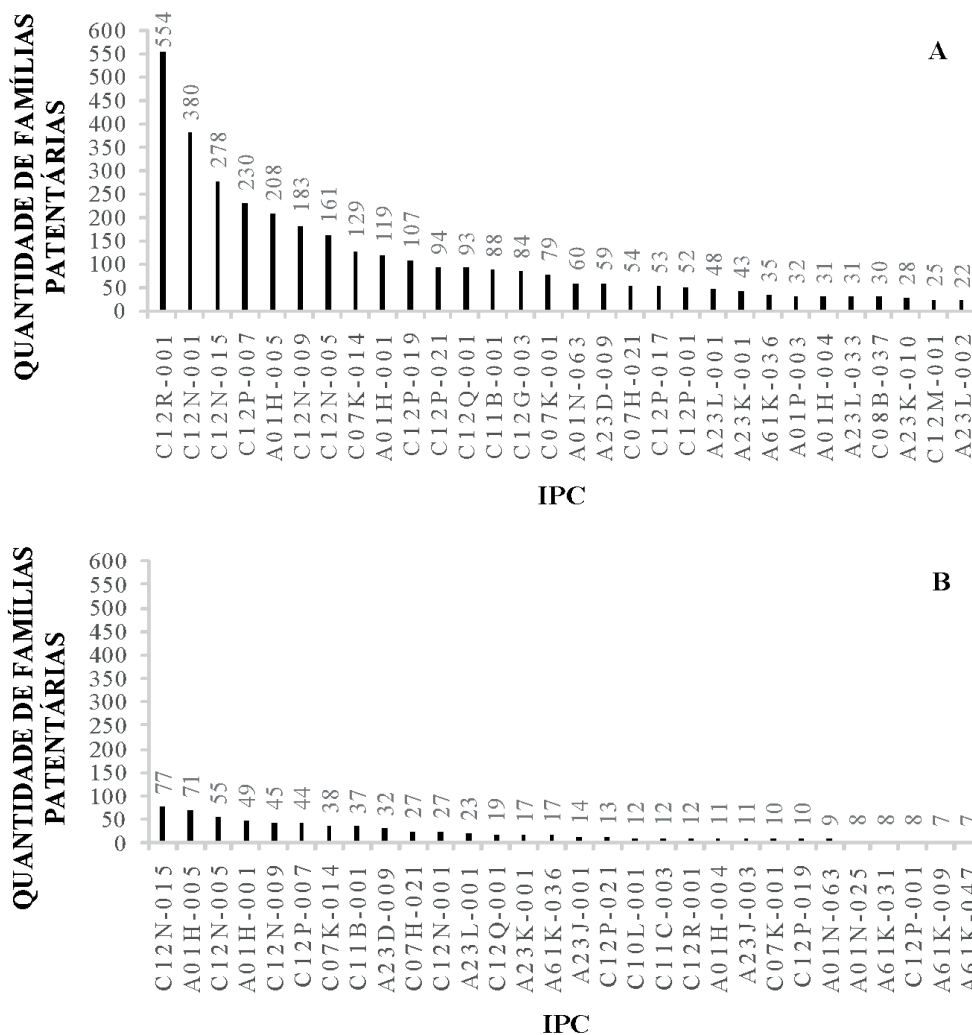 A
QUANTIDADE DE FAMÍLIAS
PATENTÁRIAS
600
550
500
450
400
350
300
250
200
150
100
50
0
554
380
278
230
208
183
161
129
119
107
94
93
88
84
79
60
59
54
53
52
48
43
35
32
31
31
30
28
25
22
C12R-001
C12N-001
C12N-015
C12P-007
A01H-005
C12N-009
C12N-005
C07K-014
A01H-001
C12P-019
C12P-021
C12Q-001
C11B-001
C12G-003
C07K-001
A01N-063
A23D-009
C07H-021
C12P-017
C12P-001
A23L-001
A23K-001
A61K-036
A01P-003
A01H-004
A23L-033
C08B-037
A23K-010
C12M-001
A23L-002
IPC
B
QUANTIDADE DE FAMÍLIAS
PATENTÁRIAS
600
550
500
450
400
350
300
250
200
150
100
50
0
77
71
55
49
45
44
38
37
32
27
27
23
19
17
17
14
13
12
12
12
11
11
10
10
9
8
8
8
7
7
C12N-015
A01H-005
C12N-005
A01H-001
C12N-009
C12P-007
C07K-014
C11B-001
A23D-009
C07H-021
C12N-001
A23L-001
C12Q-001
A23K-001
A61K-036
A23J-001
C12P-021
C10L-001
C11C-003
C12R-001
A01H-004
A23J-003
C07K-001
C12P-019
A01N-063
A01N-025
A61K-031
C12P-001
A61K-009
A61K-047
IPC